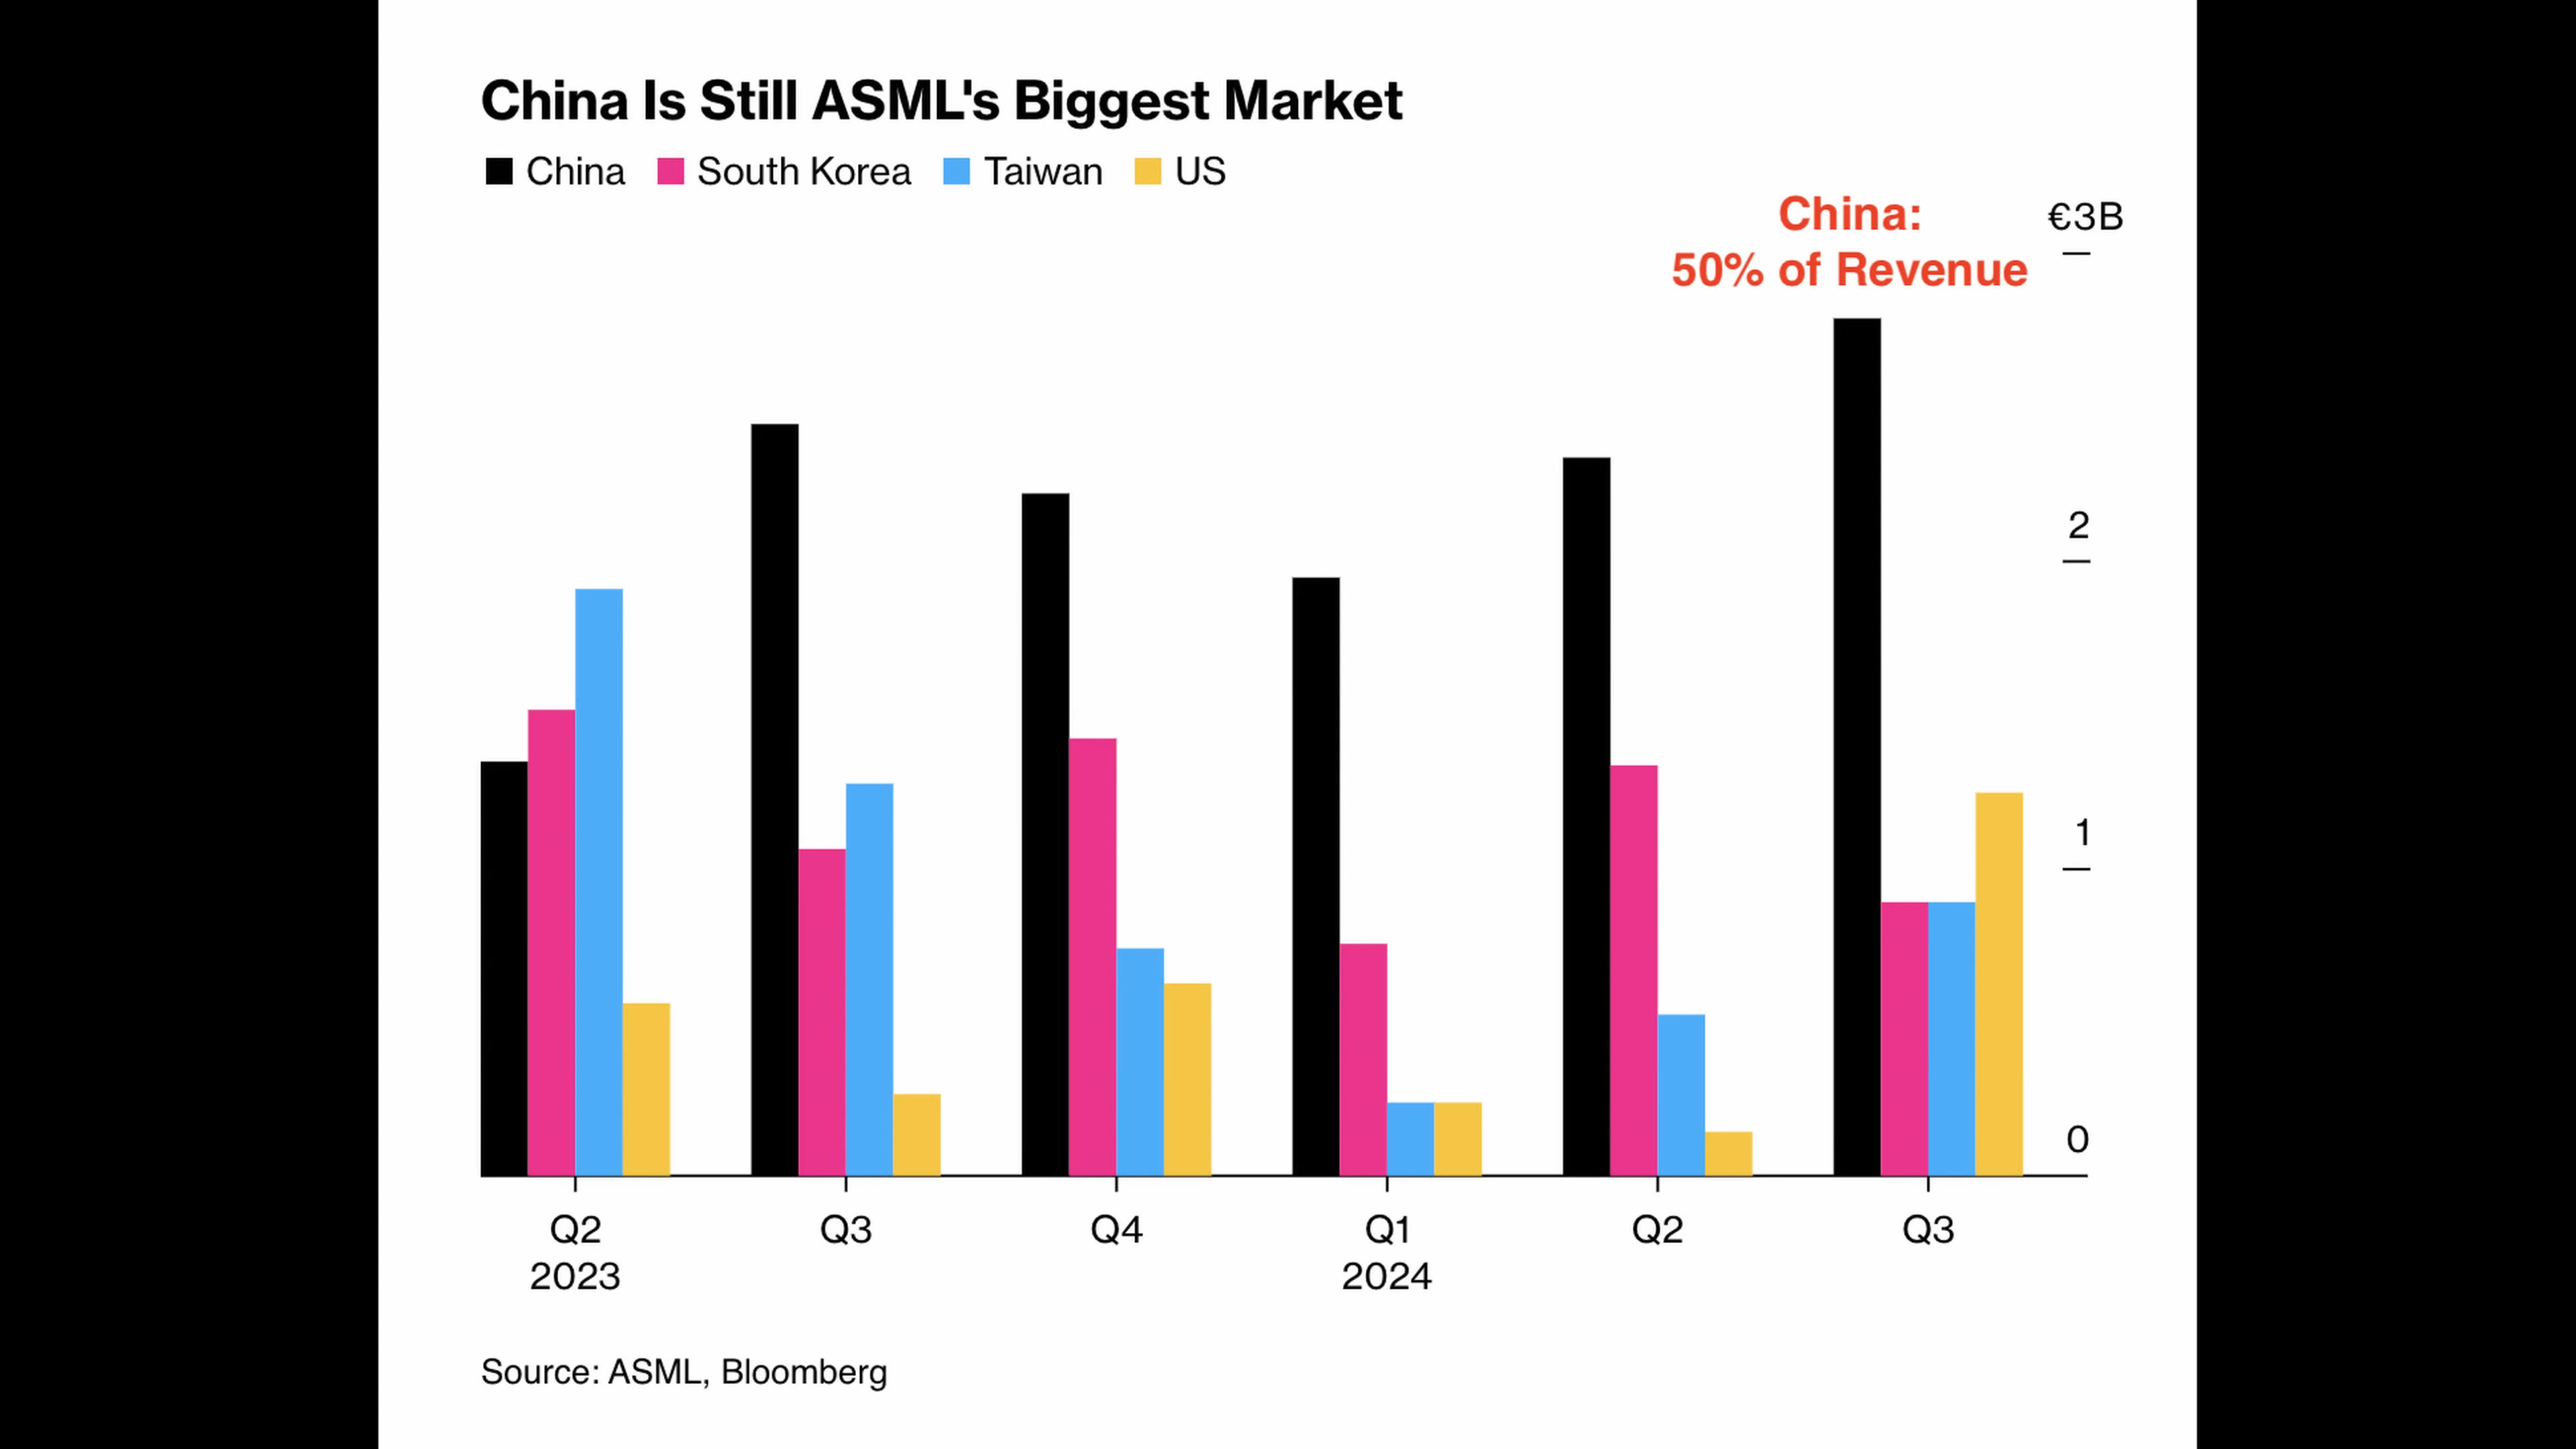 China Is Still ASML's Biggest Market
China South Korea Taiwan US
China:
50% of Revenue
€3B
2
1
0
Q2 Q3 Q4 Q1 Q2 Q3
2023 2024
Source: ASML, Bloomberg